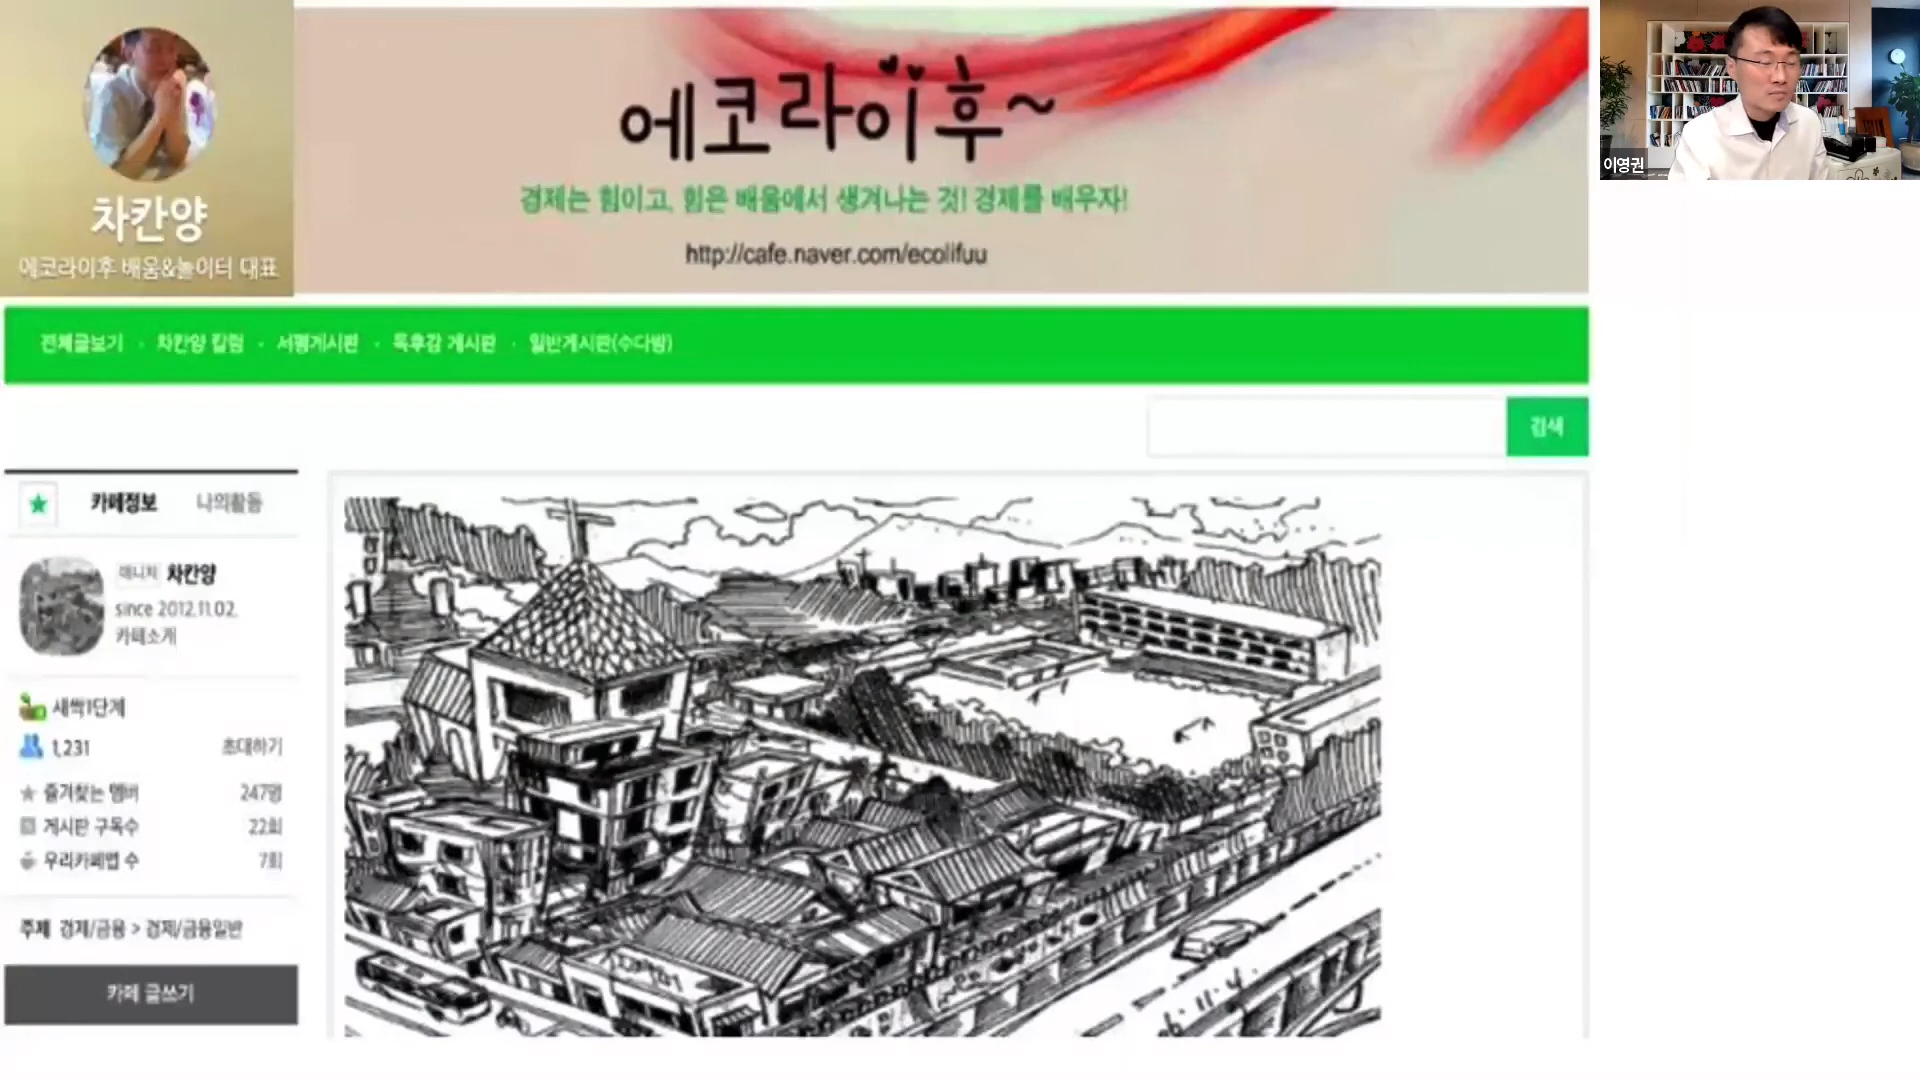 에코라이후~
경제는 힘이고, 힘은 배움에서 생겨나는 것! 경제를 배우자!
http://cafe.naver.com/ecolifuu
차칸양
에코라이후 배움&놀이터 대표
이영권
전체글보기 · 차칸양 칼럼 · 서평게시판 · 독후감 게시판 · 일반게시판(수다방)
검색
카페정보 나의활동
매니저 차칸양
since 2012.11.02.
카페소개
새싹1단계
1,231 초대하기
즐겨찾는 멤버 247명
게시판 구독수 22회
우리카페앱 수 7회
주제 경제/금융 > 경제/금융일반
카페 글쓰기